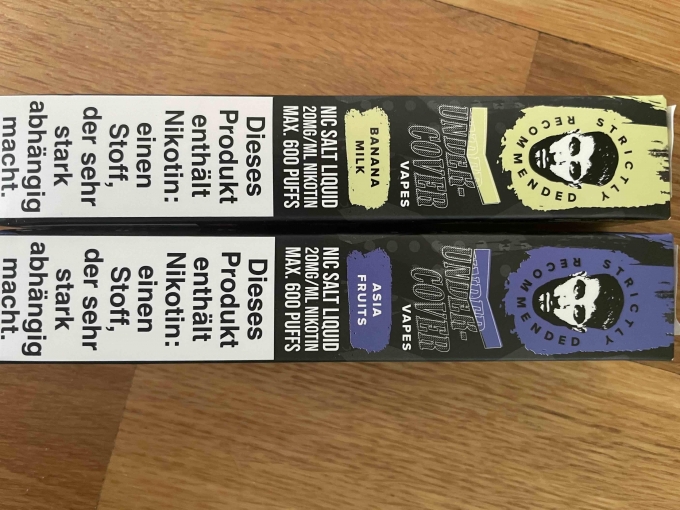 STRICTLY
RECOMMENDED
UNDER-
COVER
VAPES
BANANA
MILK
NIC SALT LIQUID
20MG/ML NIKOTIN
MAX. 600 PUFFS
Dieses
Produkt
enthält
Nikotin:
einen
Stoff,
der sehr
stark
abhängig
macht.
STRICTLY
RECOMMENDED
UNDER-
COVER
VAPES
ASIA
FRUITS
NIC SALT LIQUID
20MG/ML NIKOTIN
MAX. 600 PUFFS
Dieses
Produkt
enthält
Nikotin:
einen
Stoff,
der sehr
stark
abhängig
macht.